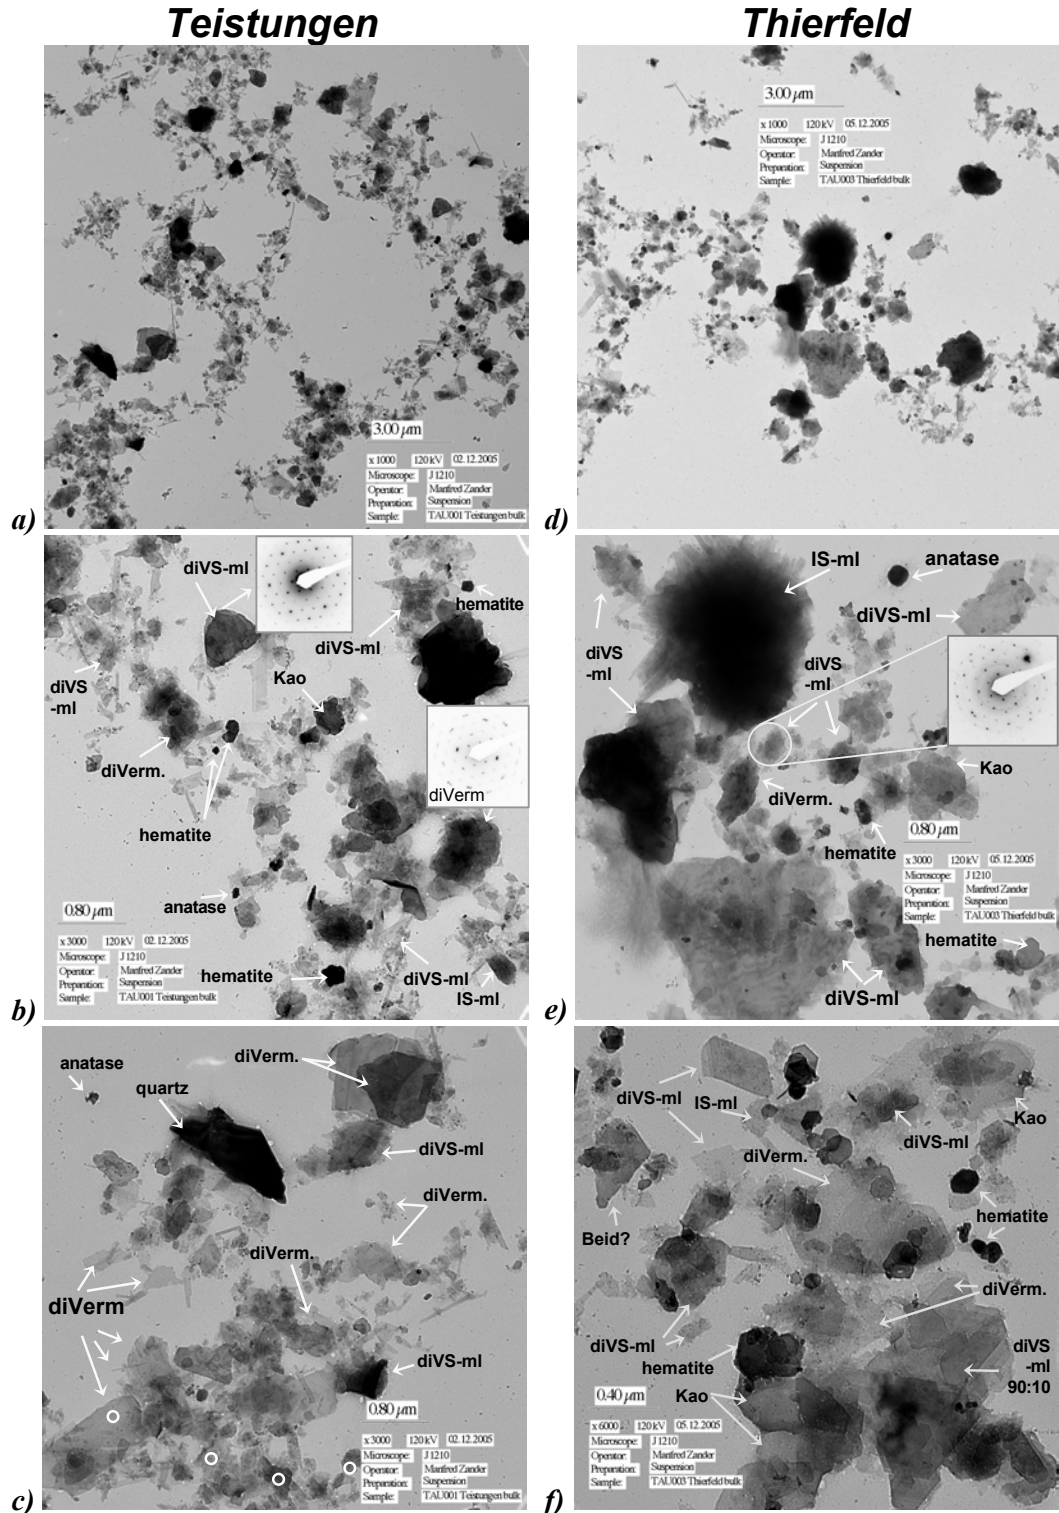 Teistungen
Thierfeld
3.00 µm
x 1000 120 kV 02.12.2005
Microscope: J 1210
Operator: Manfred Zander
Preparation: Suspension
Sample: TAU001 Teistungen bulk
a)
3.00 µm
x 1000 120 kV 05.12.2005
Microscope: J 1210
Operator: Manfred Zander
Preparation: Suspension
Sample: TAU003 Thierfeld bulk
d)
diVS-ml
hematite
diVS-ml
Kao
diVS
-ml
diVerm.
diVerm
hematite
anatase
0.80 µm
x 3000 120 kV 02.12.2005
Microscope: J 1210
Operator: Manfred Zander
Preparation: Suspension
Sample: TAU001 Teistungen bulk
hematite
diVS-ml
IS-ml
b)
IS-ml
anatase
diVS-ml
diVS
-ml
diVS
-ml
Kao
diVerm.
hematite
0.80 µm
x 3000 120 kV 05.12.2005
Microscope: J 1210
Operator: Manfred Zander
Preparation: Suspension
Sample: TAU003 Thierfeld bulk
hematite
diVS-ml
e)
anatase
diVerm.
quartz
diVS-ml
diVerm.
diVerm.
diVerm
diVS-ml
0.80 µm
x 3000 120 kV 02.12.2005
Microscope: J 1210
Operator: Manfred Zander
Preparation: Suspension
Sample: TAU001 Teistungen bulk
c)
diVS-ml
IS-ml
Kao
diVS-ml
diVerm.
Beid?
hematite
diVerm.
diVS-ml
hematite
diVS
-ml
90:10
Kao
0.40 µm
x 6000 120 kV 05.12.2005
Microscope: J 1210
Operator: Manfred Zander
Preparation: Suspension
Sample: TAU003 Thierfeld bulk
f)